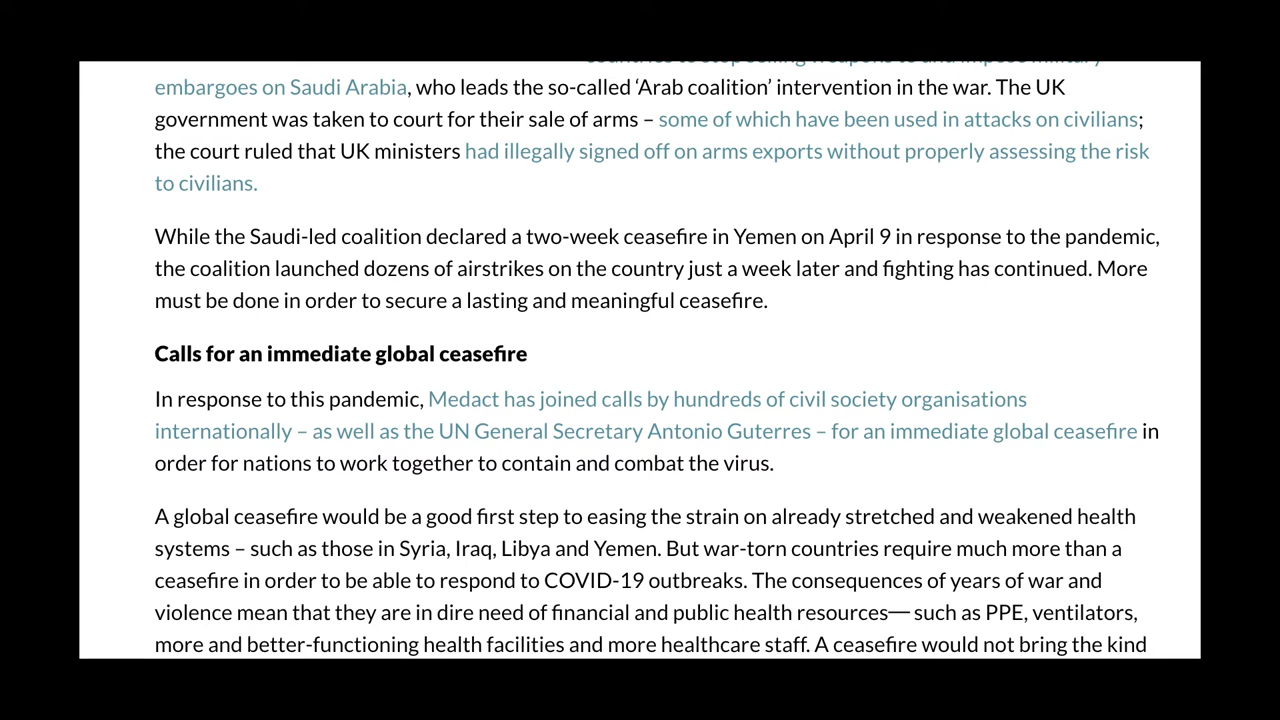 embargoes on Saudi Arabia, who leads the so-called ‘Arab coalition’ intervention in the war. The UK
government was taken to court for their sale of arms – some of which have been used in attacks on civilians;
the court ruled that UK ministers had illegally signed off on arms exports without properly assessing the risk
to civilians.
While the Saudi-led coalition declared a two-week ceasefire in Yemen on April 9 in response to the pandemic,
the coalition launched dozens of airstrikes on the country just a week later and fighting has continued. More
must be done in order to secure a lasting and meaningful ceasefire.
Calls for an immediate global ceasefire
In response to this pandemic, Medact has joined calls by hundreds of civil society organisations
internationally – as well as the UN General Secretary Antonio Guterres – for an immediate global ceasefire in
order for nations to work together to contain and combat the virus.
A global ceasefire would be a good first step to easing the strain on already stretched and weakened health
systems – such as those in Syria, Iraq, Libya and Yemen. But war-torn countries require much more than a
ceasefire in order to be able to respond to COVID-19 outbreaks. The consequences of years of war and
violence mean that they are in dire need of financial and public health resources— such as PPE, ventilators,
more and better-functioning health facilities and more healthcare staff. A ceasefire would not bring the kind